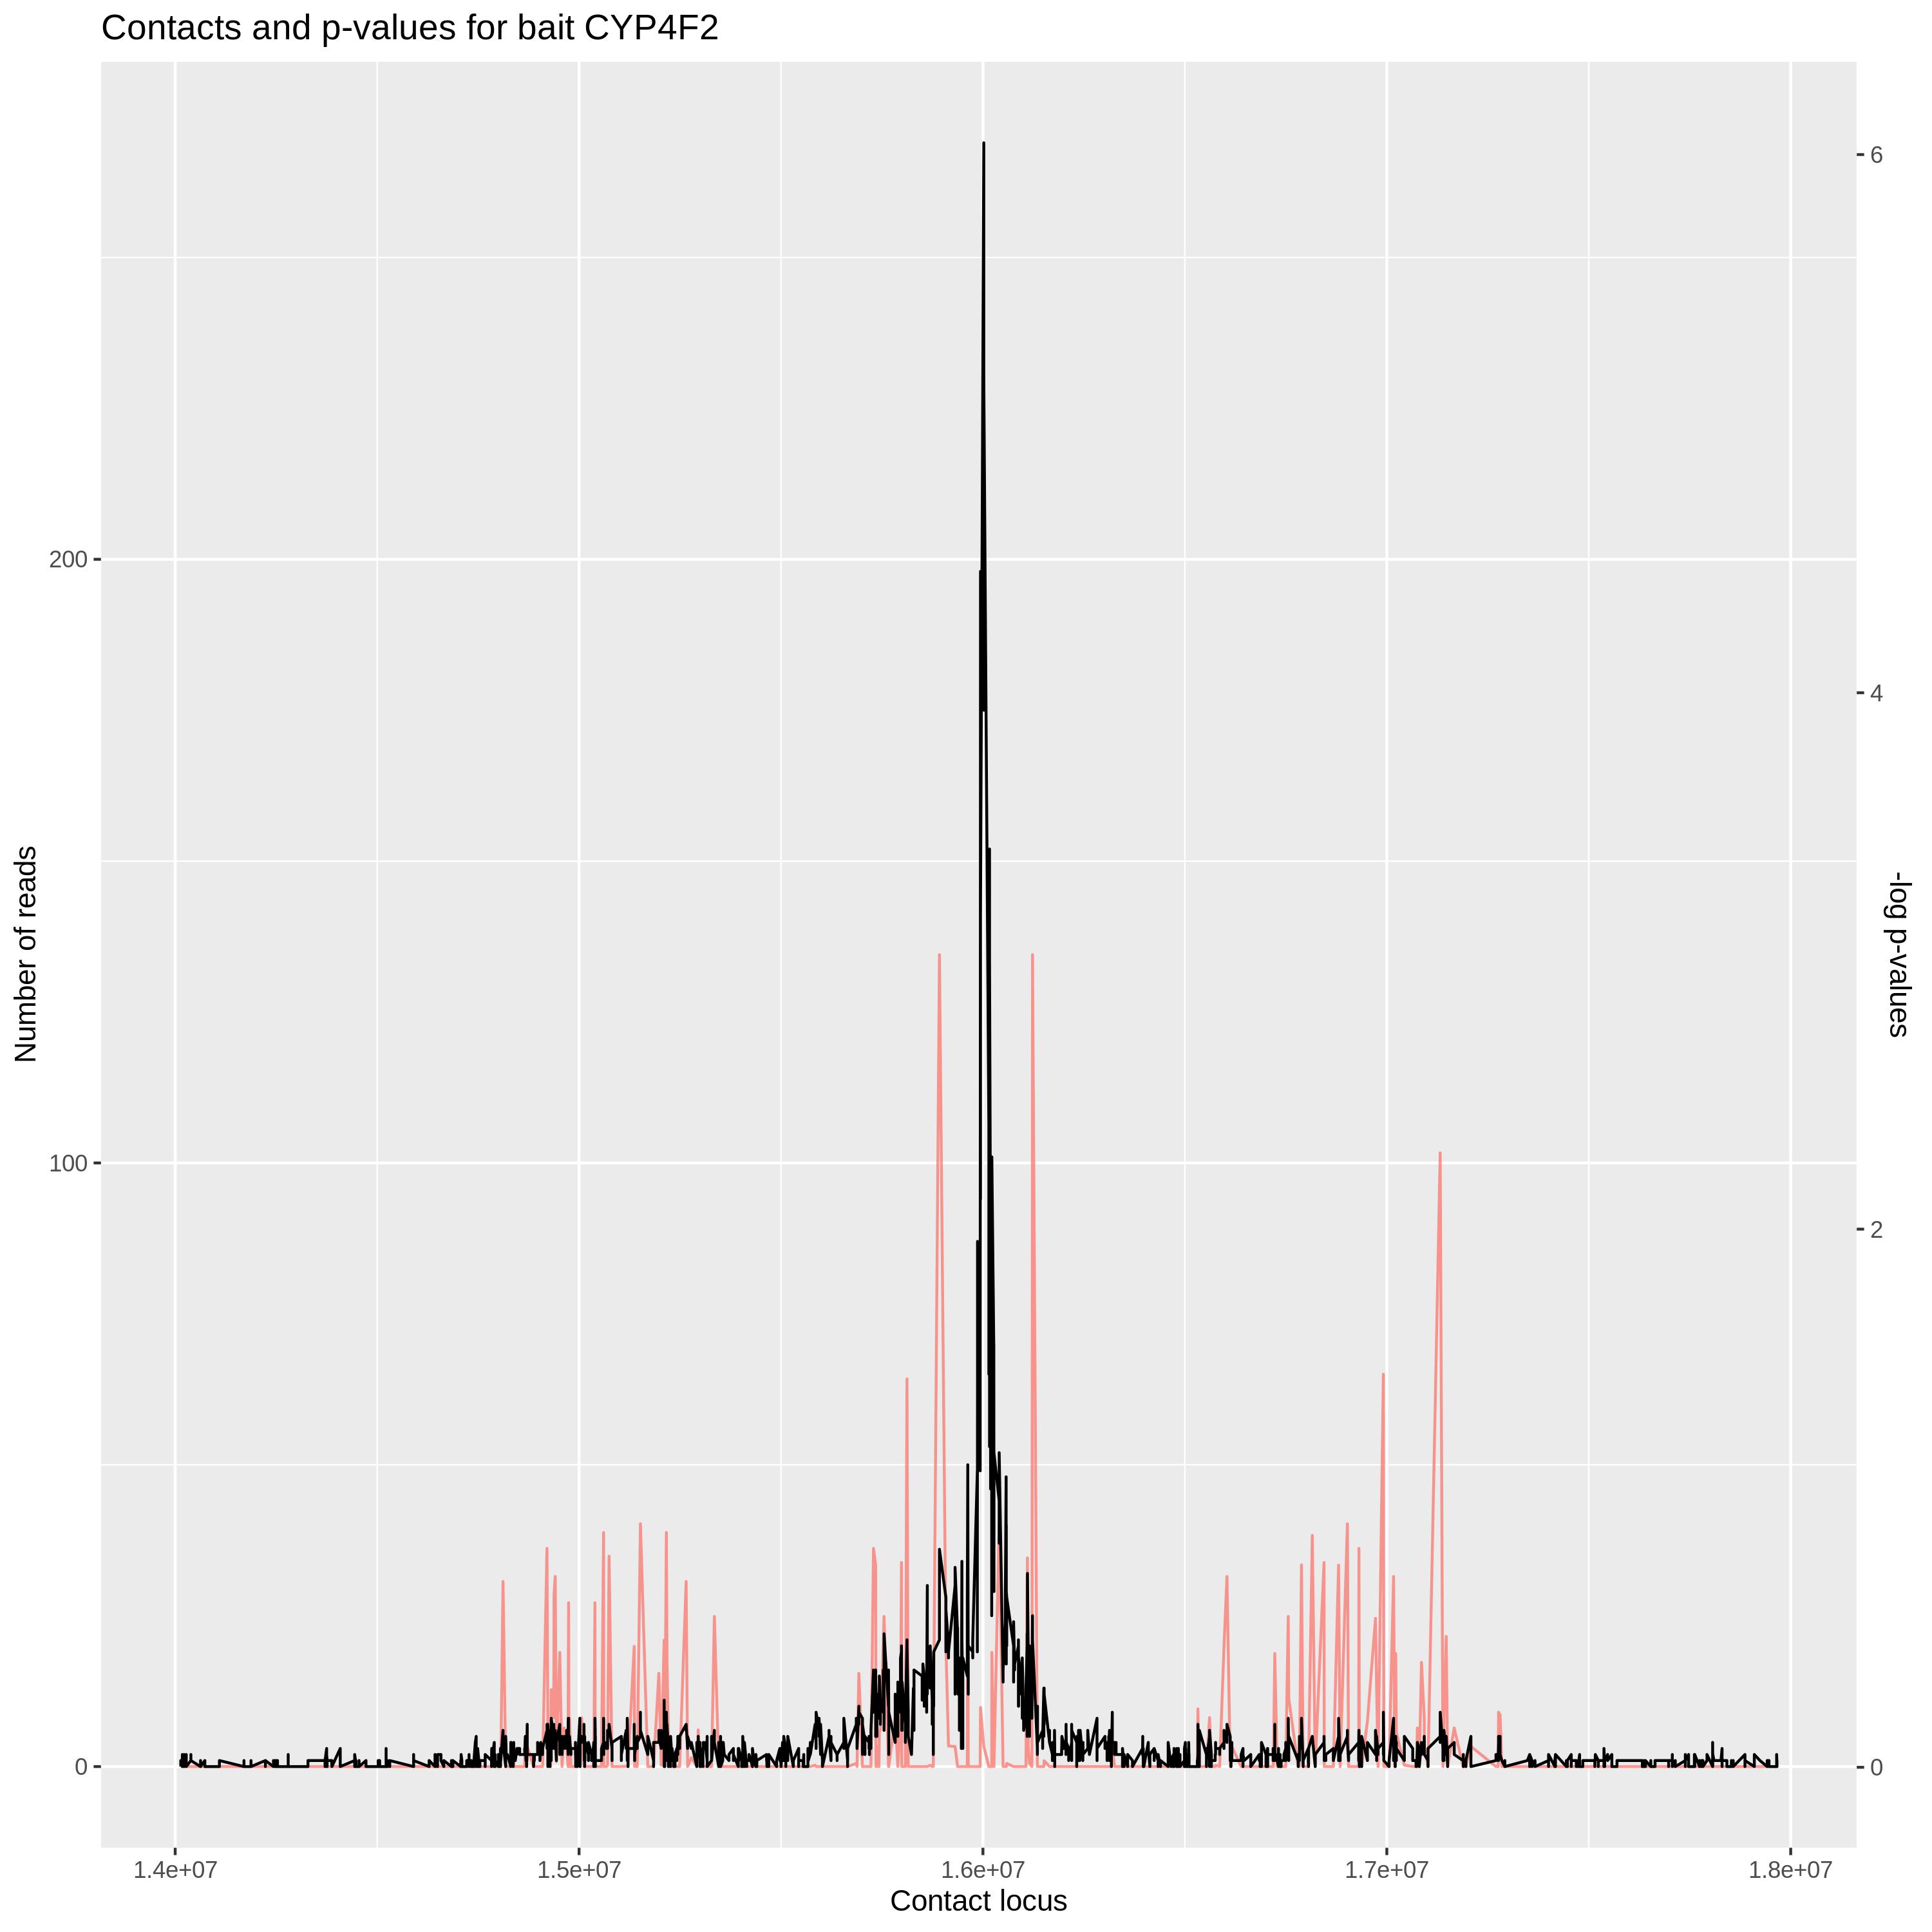 Contacts and p-values for bait CYP4F2
Number of reads
200
100
0
6
4
2
0
-log p-values
1.4e+07
1.5e+07
1.6e+07
1.7e+07
1.8e+07
Contact locus